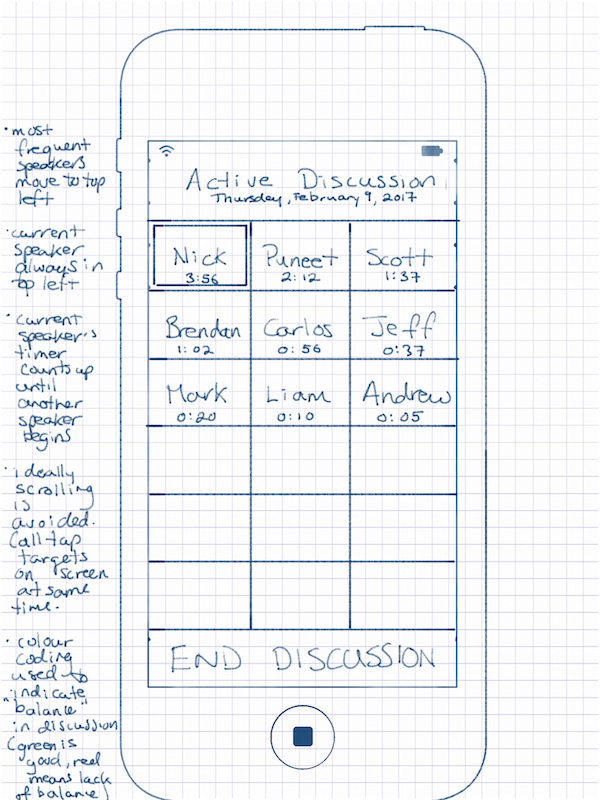 • most
frequent
speakers
move to top
left
• current
speaker
always in
top left
• current
speaker's
timer
counts up
until
another
speaker
begins
• ideally
scrolling
is
avoided.
(all tap
targets
on screen
at same
time.
• colour
coding
used to
indicate
"balance"
in discussion
(green is
good, red
means lack
of balance)
Active Discussion
Thursday, February 9, 2017
Nick Puneet Scott
3:56 2:12 1:37
Brendan Carlos Jeff
1:02 0:56 0:37
Mark Liam Andrew
0:20 0:10 0:05
END DISCUSSION